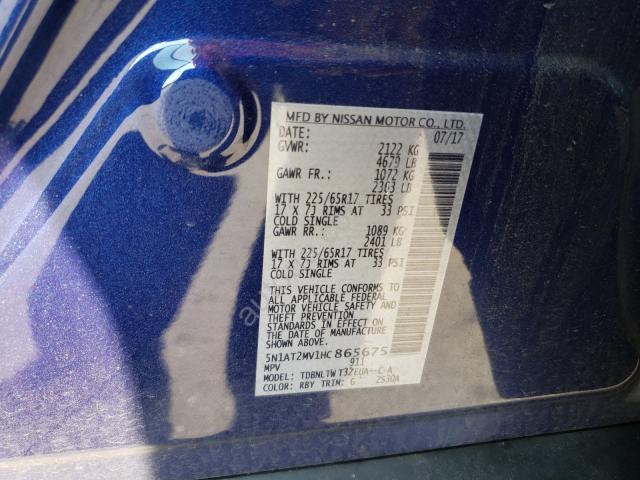 MFD BY NISSAN MOTOR CO., LTD.
DATE: 07/17
GVWR: 2122 KG
4679 LB
GAWR FR.: 1072 KG
2363 LB
WITH 225/65R17 TIRES
17 X 7J RIMS AT 33 PSI
COLD SINGLE
GAWR RR.: 1089 KG
2401 LB
WITH 225/65R17 TIRES
17 X 7J RIMS AT 33 PSI
COLD SINGLE
THIS VEHICLE CONFORMS TO
ALL APPLICABLE FEDERAL
MOTOR VEHICLE SAFETY AND
THEFT PREVENTION
STANDARDS IN EFFECT ON
THE DATE OF MANUFACTURE
5N1AT2MV1HC865675
MPV 911
MODEL: TDBNLTWT32EUA--C-A
COLOR: RBY TRIM: G